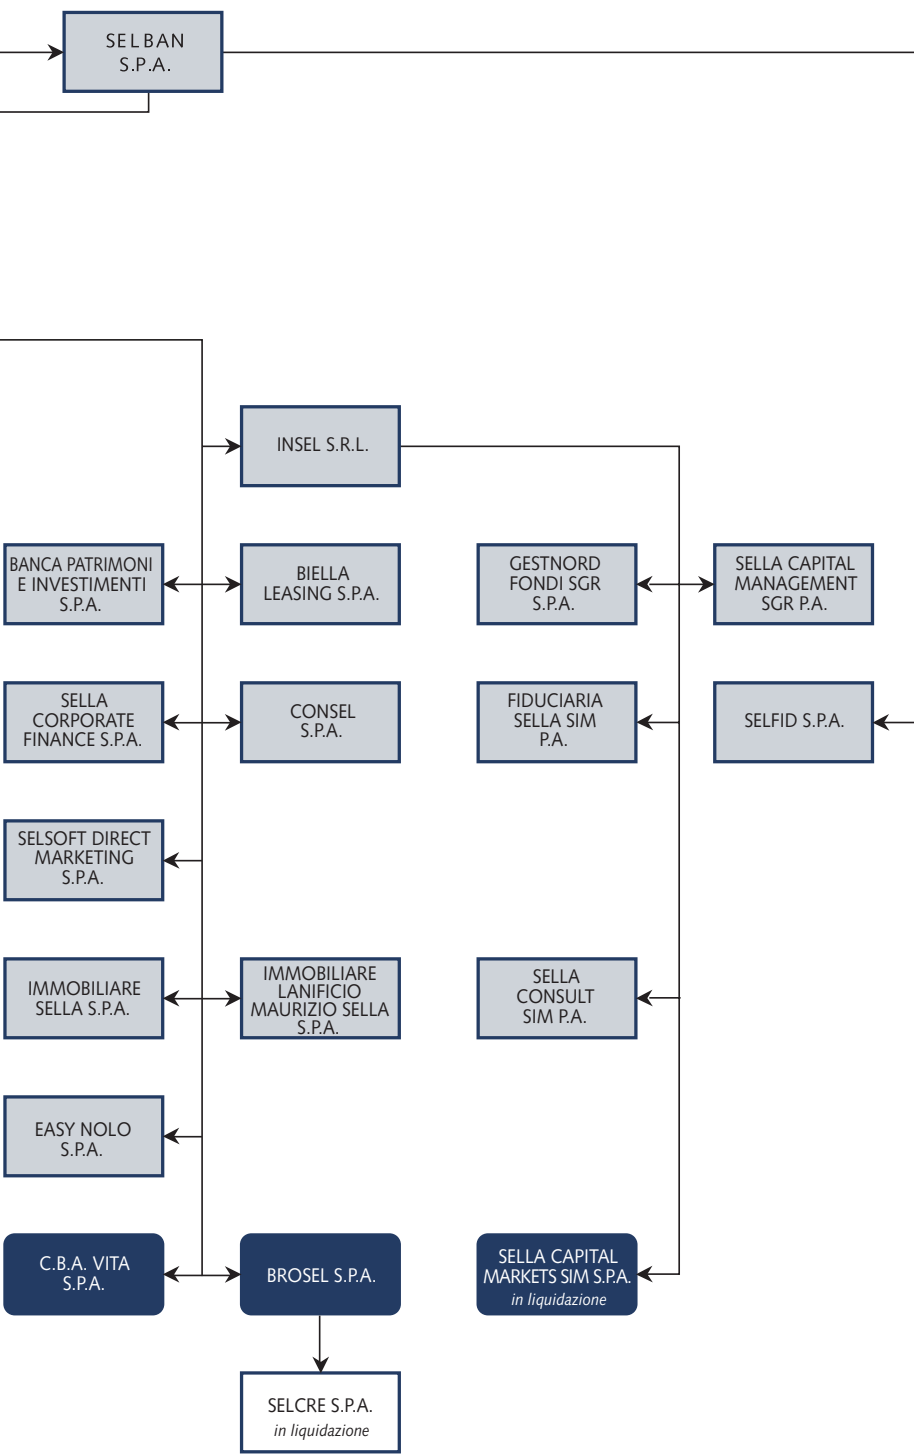 SELBAN
S.P.A.
INSEL S.R.L.
BANCA PATRIMONI
E INVESTIMENTI
S.P.A.
BIELLA
LEASING S.P.A.
GESTNORD
FONDI SGR
S.P.A.
SELLA CAPITAL
MANAGEMENT
SGR P.A.
SELLA
CORPORATE
FINANCE S.P.A.
CONSEL
S.P.A.
FIDUCIARIA
SELLA SIM
P.A.
SELFID S.P.A.
SELSOFT DIRECT
MARKETING
S.P.A.
IMMOBILIARE
SELLA S.P.A.
IMMOBILIARE
LANIFICIO
MAURIZIO SELLA
S.P.A.
SELLA
CONSULT
SIM P.A.
EASY NOLO
S.P.A.
C.B.A. VITA
S.P.A.
BROSEL S.P.A.
SELLA CAPITAL
MARKETS SIM S.P.A.
in liquidazione
SELCRE S.P.A.
in liquidazione